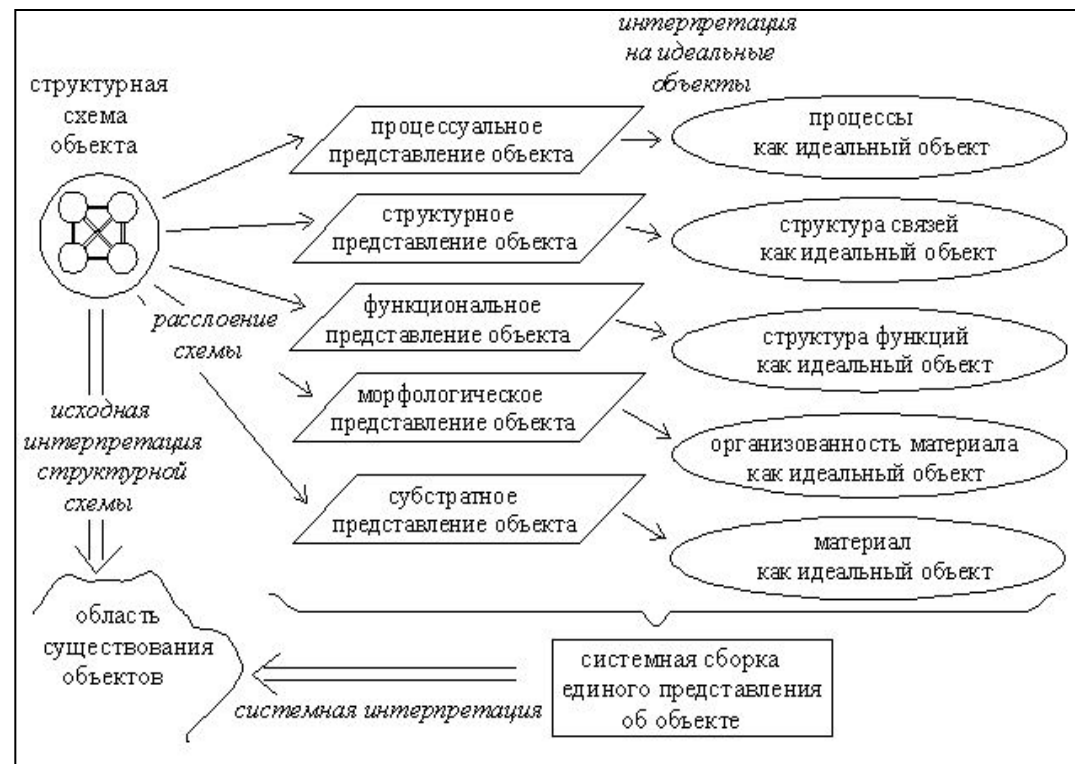 интерпретация
на идеальные
объекты
структурная
схема
объекта
процессуальное
представление объекта
процессы
как идеальный объект
структурное
представление объекта
структура связей
как идеальный объект
расслоение
схемы
функциональное
представление объекта
структура функций
как идеальный объект
морфологическое
представление объекта
организованность материала
как идеальный объект
исходная
интерпретация
структурной
схемы
субстратное
представление объекта
материал
как идеальный объект
область
существования
объектов
системная сборка
единого представления
об объекте
системная интерпретация